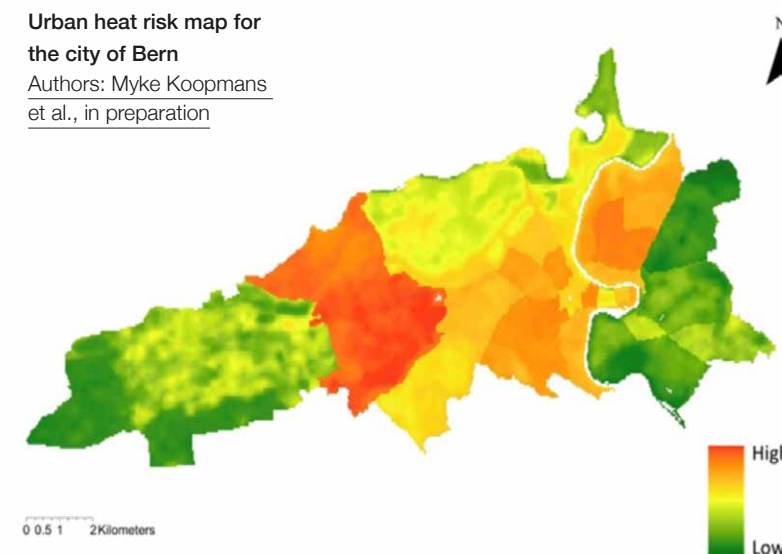 Urban heat risk map for
the city of Bern
Authors: Myke Koopmans
et al., in preparation
N
High
Low
0 0.5 1 2 Kilometers